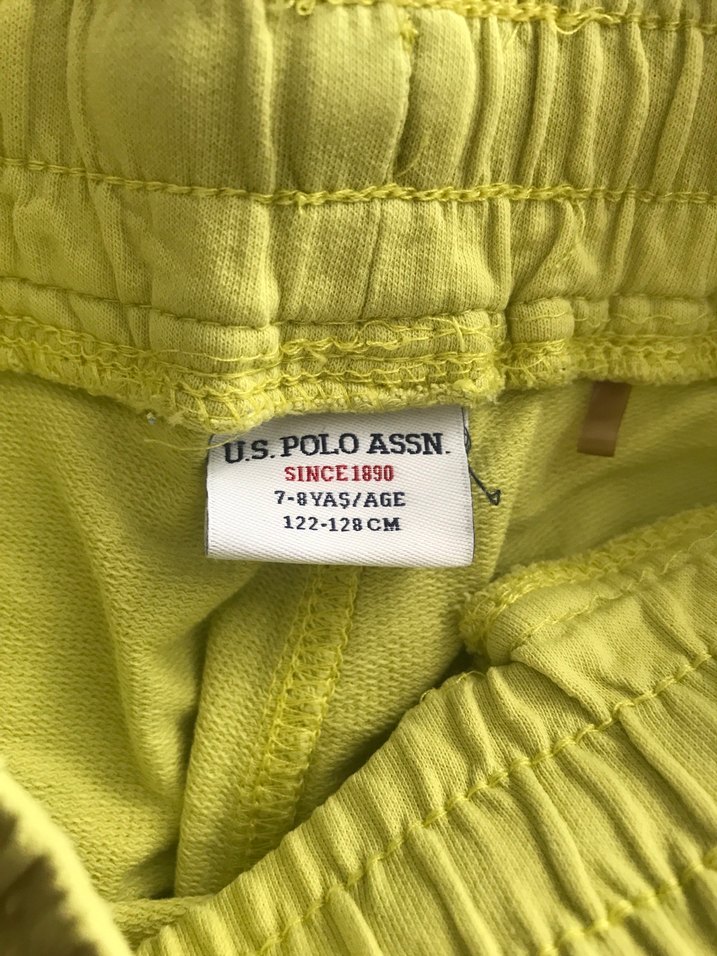 U.S. POLO ASSN.
SINCE 1890
7-8 YAŞ/AGE
122-128 CM